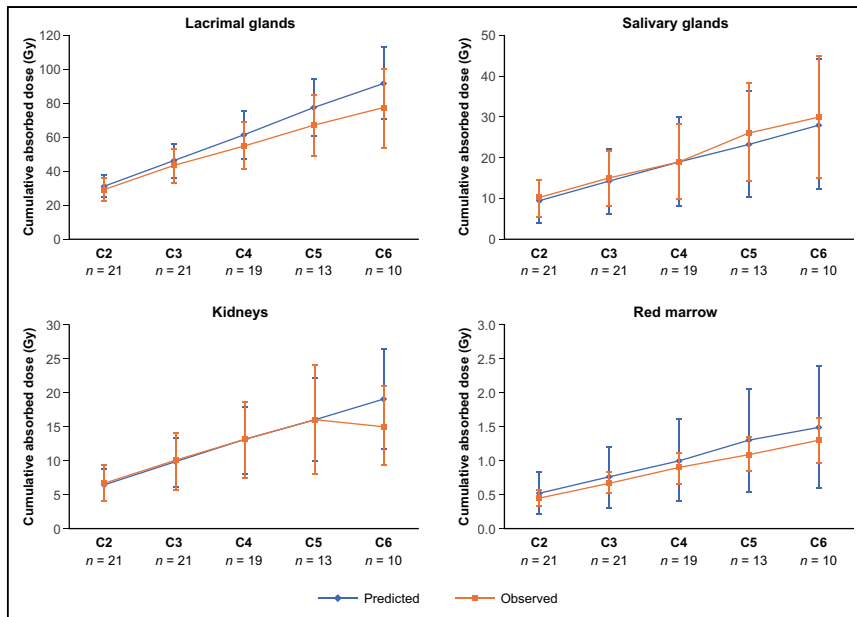 Lacrimal glands
Cumulative absorbed dose (Gy)
120
100
80
60
40
20
0
C2 C3 C4 C5 C6
n = 21 n = 21 n = 19 n = 13 n = 10
Salivary glands
Cumulative absorbed dose (Gy)
50
40
30
20
10
0
C2 C3 C4 C5 C6
n = 21 n = 21 n = 19 n = 13 n = 10
Kidneys
Cumulative absorbed dose (Gy)
30
25
20
15
10
5
0
C2 C3 C4 C5 C6
n = 21 n = 21 n = 19 n = 13 n = 10
Red marrow
Cumulative absorbed dose (Gy)
3.0
2.5
2.0
1.5
1.0
0.5
0.0
C2 C3 C4 C5 C6
n = 21 n = 21 n = 19 n = 13 n = 10
Predicted Observed